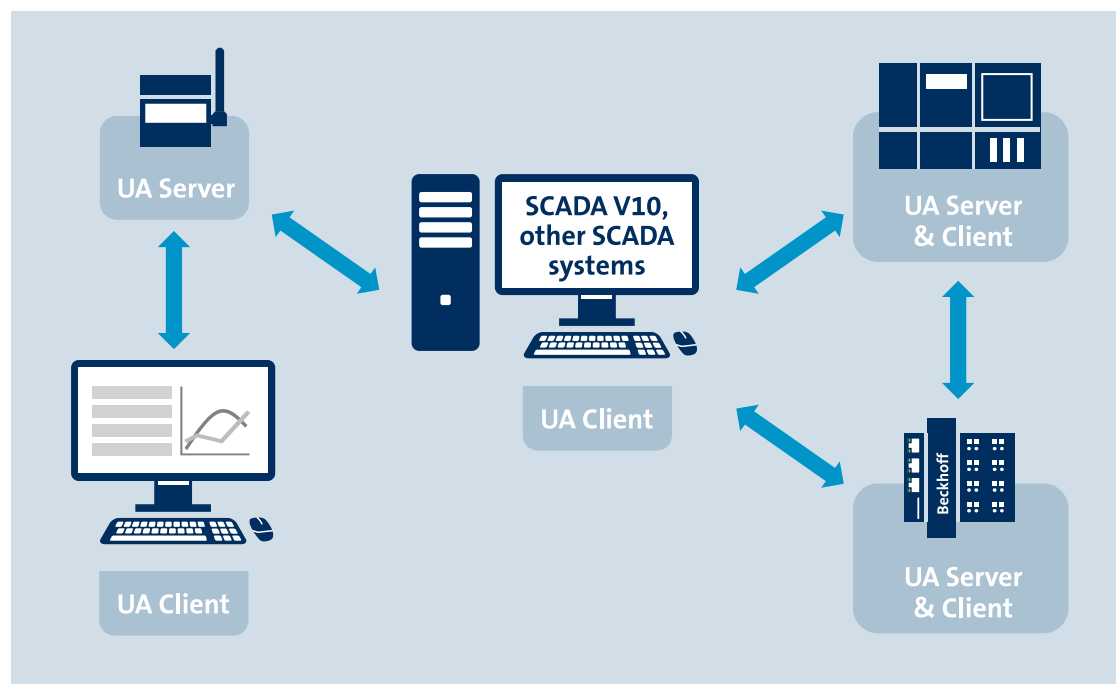 UA Server
SCADA V10,
other SCADA
systems
UA Server
& Client
UA Client
Beckhoff
UA Client
UA Server
& Client